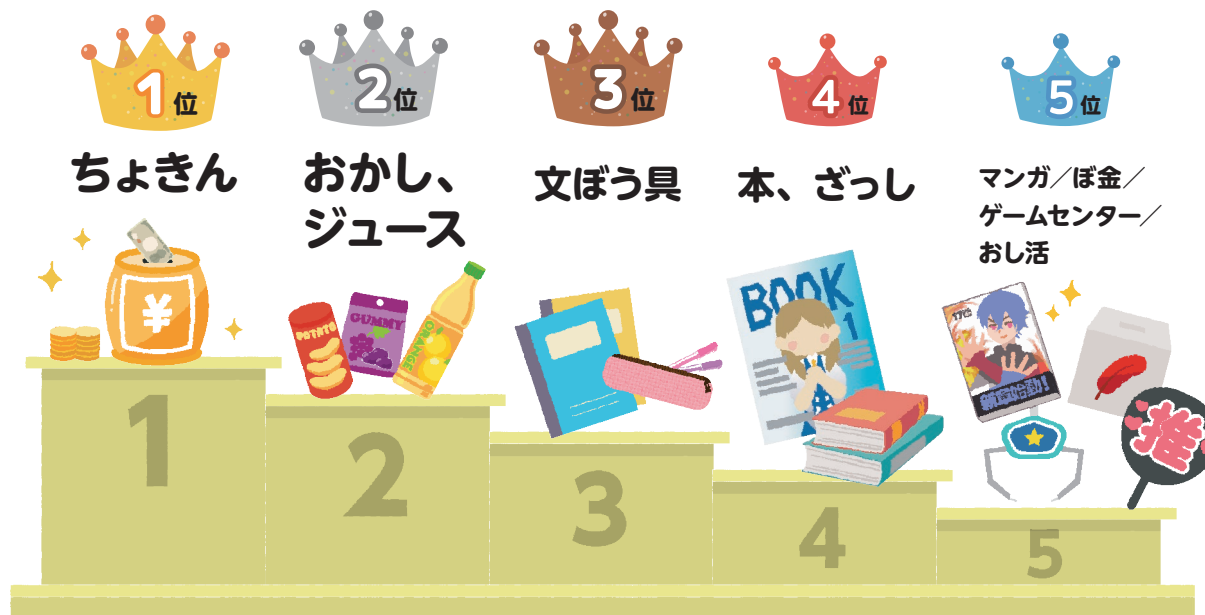 1位
2位
3位
4位
5位
ちょきん
おかし、
ジュース
文ぼう具
本、ざっし
マンガ／ぼ金／
ゲームセンター／
おし活
¥
POTATO
GUMMY
ORANGE
BOOK
1
推
1
2
3
4
5